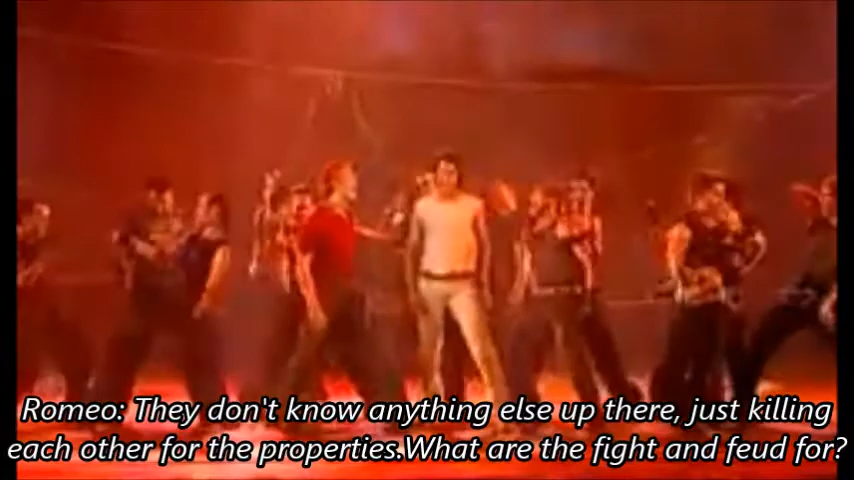 Romeo: They don't know anything else up there, just killing
each other for the properties.What are the fight and feud for?